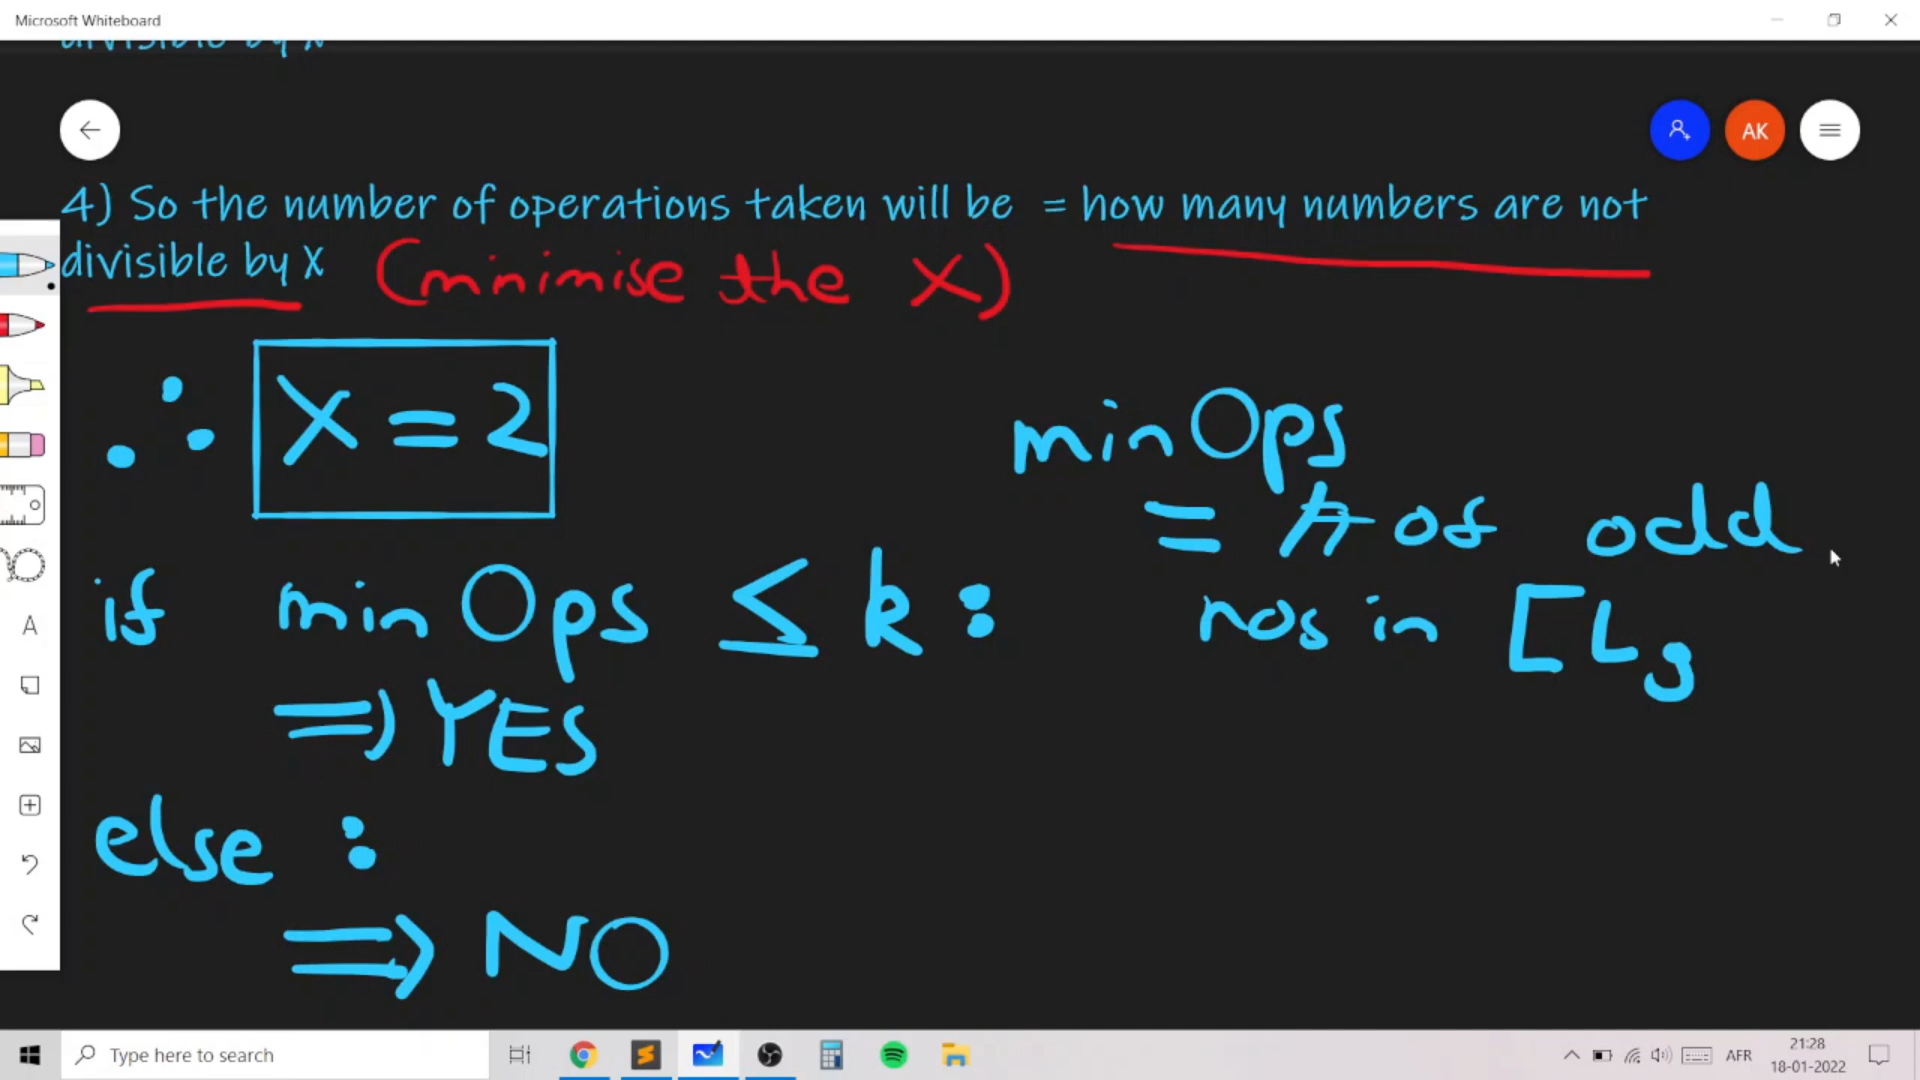 Microsoft Whiteboard
divisible by X
AK
4) So the number of operations taken will be = how many numbers are not
divisible by X (minimise the X)
∴ X = 2
minOps
= # of odd
nos in [L,
if minOps ≤ k :
=> YES
else :
=> NO
A
Type here to search
AFR
21:28
18-01-2022